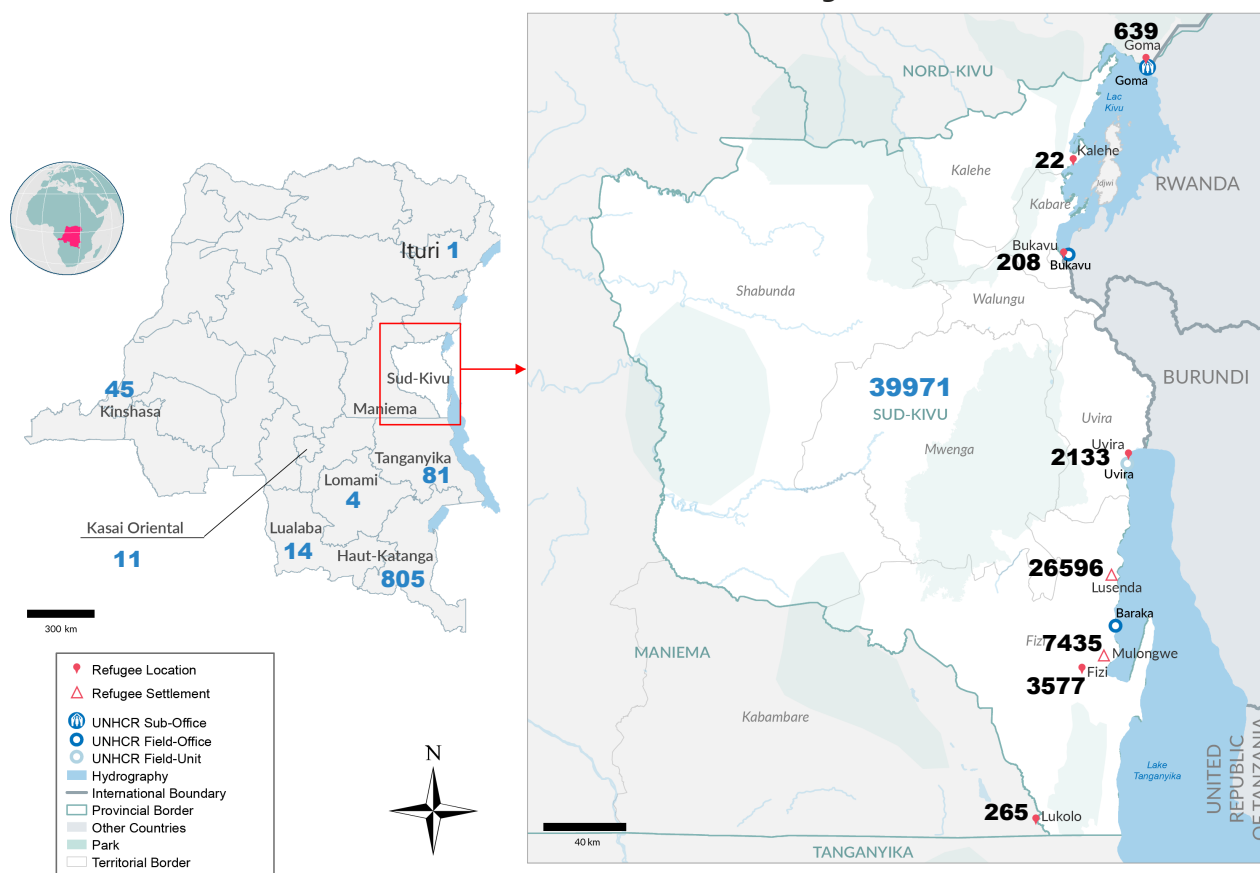 Ituri 1
Sud-Kivu
Maniema
45
Kinshasa
Tanganyika
81
Lomami
4
Kasai Oriental
11
Lualaba
14
Haut-Katanga
805
300 km
Refugee Location
Refugee Settlement
UNHCR Sub-Office
UNHCR Field-Office
UNHCR Field-Unit
Hydrography
International Boundary
Provincial Border
Other Countries
Park
Territorial Border
N
639
Goma
Goma
NORD-KIVU
Lac
Kivu
22
Kalehe
Kalehe
Idjwi
RWANDA
Kabare
Bukavu
208
Bukavu
Shabunda
Walungu
39971
SUD-KIVU
BURUNDI
Uvira
Uvira
Mwenga
2133
Uvira
26596
Lusenda
Baraka
Fizi
7435
Mulongwe
MANIEMA
Fizi
3577
Kabambare
Lake
Tanganyika
UNITED
REPUBLIC
OF TANZANIA
265
Lukolo
40 km
TANGANYIKA